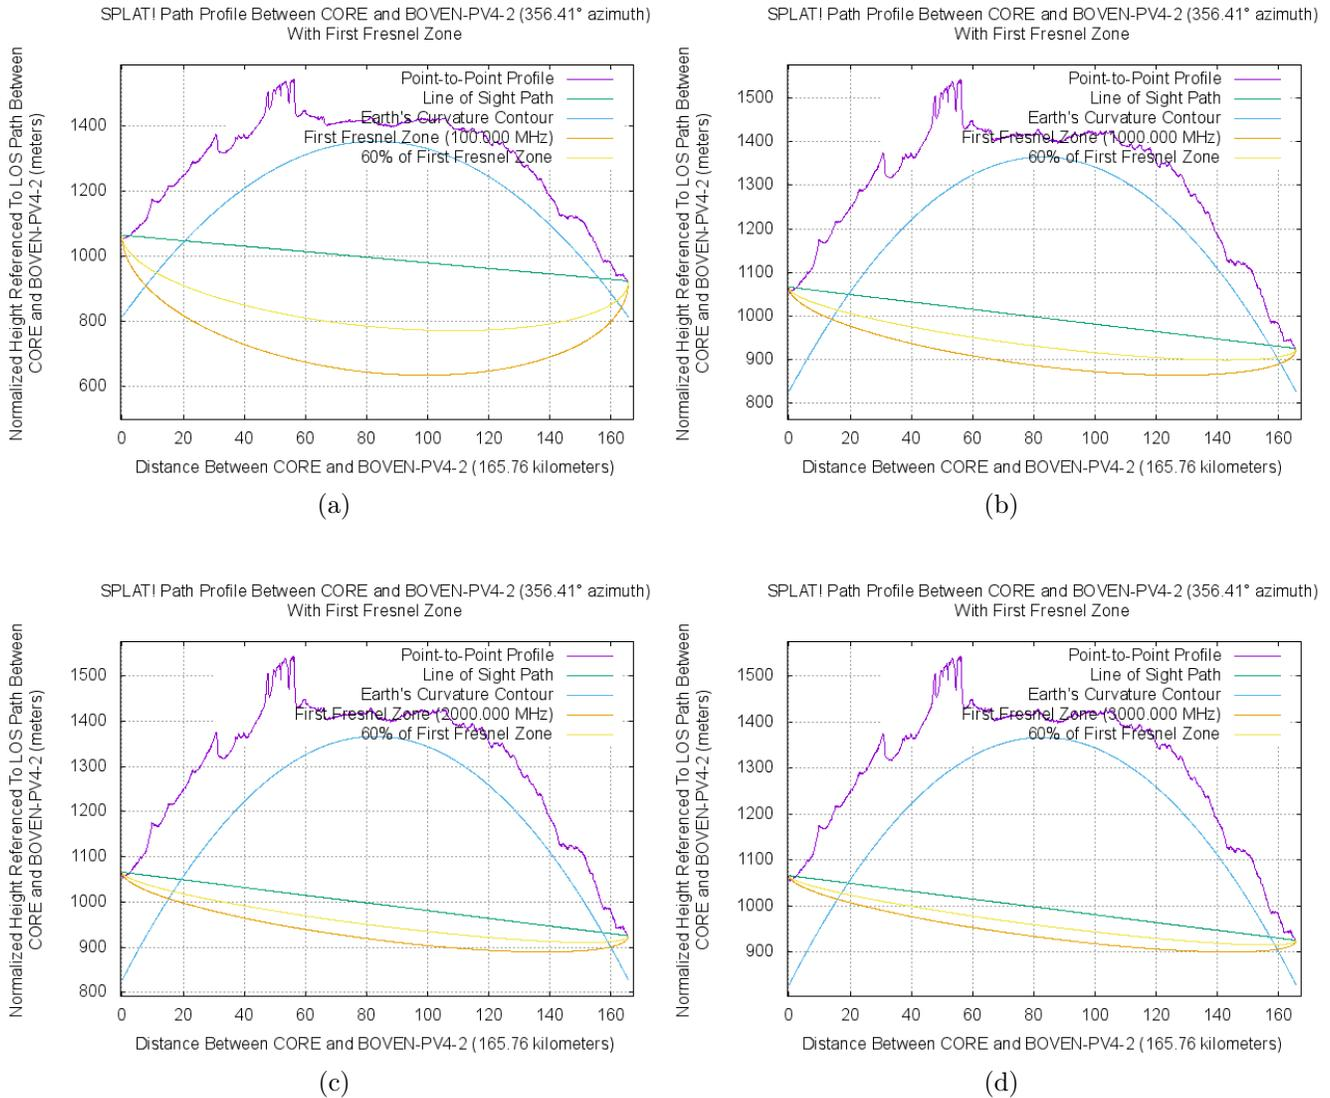 SPLAT! Path Profile Between CORE and BOVEN-PV4-2 (356.41° azimuth)
With First Fresnel Zone
Normalized Height Referenced To LOS Path Between
CORE and BOVEN-PV4-2 (meters)
Point-to-Point Profile
Line of Sight Path
Earth's Curvature Contour
First Fresnel Zone (100.000 MHz)
60% of First Fresnel Zone
1400
1200
1000
800
600
0 20 40 60 80 100 120 140 160
Distance Between CORE and BOVEN-PV4-2 (165.76 kilometers)
(a)
SPLAT! Path Profile Between CORE and BOVEN-PV4-2 (356.41° azimuth)
With First Fresnel Zone
Normalized Height Referenced To LOS Path Between
CORE and BOVEN-PV4-2 (meters)
Point-to-Point Profile
Line of Sight Path
Earth's Curvature Contour
First Fresnel Zone (1000.000 MHz)
60% of First Fresnel Zone
1500
1400
1300
1200
1100
1000
900
800
0 20 40 60 80 100 120 140 160
Distance Between CORE and BOVEN-PV4-2 (165.76 kilometers)
(b)
SPLAT! Path Profile Between CORE and BOVEN-PV4-2 (356.41° azimuth)
With First Fresnel Zone
Normalized Height Referenced To LOS Path Between
CORE and BOVEN-PV4-2 (meters)
Point-to-Point Profile
Line of Sight Path
Earth's Curvature Contour
First Fresnel Zone (2000.000 MHz)
60% of First Fresnel Zone
1500
1400
1300
1200
1100
1000
900
800
0 20 40 60 80 100 120 140 160
Distance Between CORE and BOVEN-PV4-2 (165.76 kilometers)
(c)
SPLAT! Path Profile Between CORE and BOVEN-PV4-2 (356.41° azimuth)
With First Fresnel Zone
Normalized Height Referenced To LOS Path Between
CORE and BOVEN-PV4-2 (meters)
Point-to-Point Profile
Line of Sight Path
Earth's Curvature Contour
First Fresnel Zone (3000.000 MHz)
60% of First Fresnel Zone
1500
1400
1300
1200
1100
1000
900
0 20 40 60 80 100 120 140 160
Distance Between CORE and BOVEN-PV4-2 (165.76 kilometers)
(d)